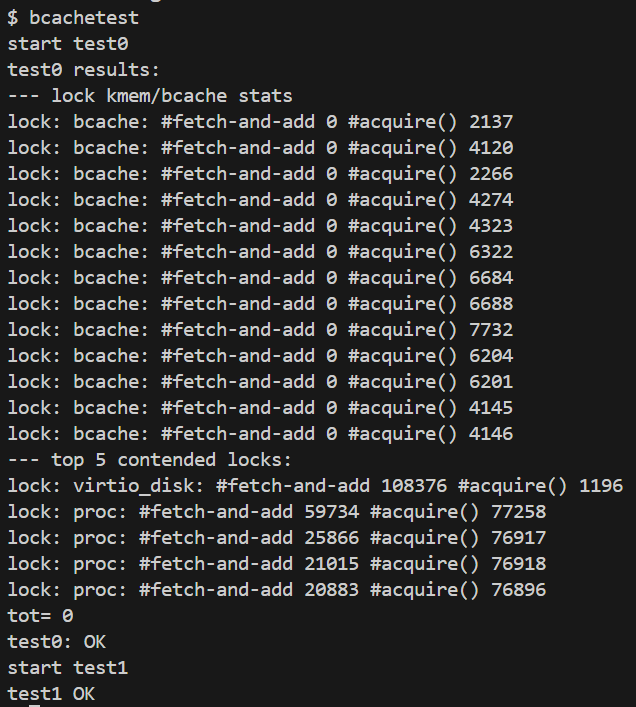 $ bcachetest
start test0
test0 results:
--- lock kmem/bcache stats
lock: bcache: #fetch-and-add 0 #acquire() 2137
lock: bcache: #fetch-and-add 0 #acquire() 4120
lock: bcache: #fetch-and-add 0 #acquire() 2266
lock: bcache: #fetch-and-add 0 #acquire() 4274
lock: bcache: #fetch-and-add 0 #acquire() 4323
lock: bcache: #fetch-and-add 0 #acquire() 6322
lock: bcache: #fetch-and-add 0 #acquire() 6684
lock: bcache: #fetch-and-add 0 #acquire() 6688
lock: bcache: #fetch-and-add 0 #acquire() 7732
lock: bcache: #fetch-and-add 0 #acquire() 6204
lock: bcache: #fetch-and-add 0 #acquire() 6201
lock: bcache: #fetch-and-add 0 #acquire() 4145
lock: bcache: #fetch-and-add 0 #acquire() 4146
--- top 5 contended locks:
lock: virtio_disk: #fetch-and-add 108376 #acquire() 1196
lock: proc: #fetch-and-add 59734 #acquire() 77258
lock: proc: #fetch-and-add 25866 #acquire() 76917
lock: proc: #fetch-and-add 21015 #acquire() 76918
lock: proc: #fetch-and-add 20883 #acquire() 76896
tot= 0
test0: OK
start test1
test1 OK